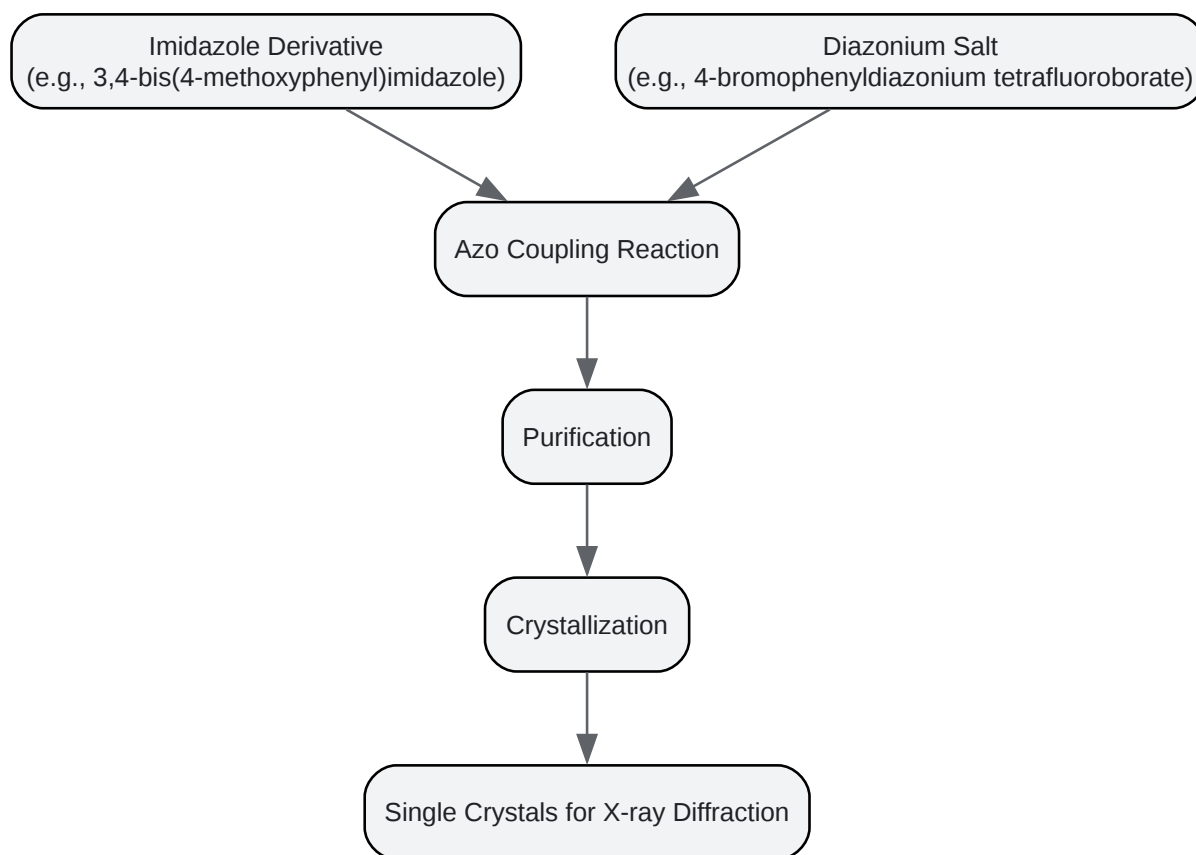 Imidazole Derivative
(e.g., 3,4-bis(4-methoxyphenyl)imidazole)
Diazonium Salt
(e.g., 4-bromophenyldiazonium tetrafluoroborate)
Azo Coupling Reaction
Purification
Crystallization
Single Crystals for X-ray Diffraction